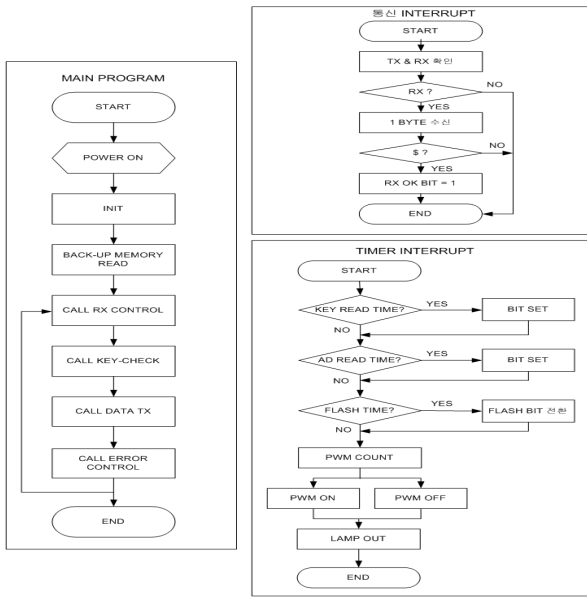 MAIN PROGRAM
START
POWER ON
INIT
BACK-UP MEMORY
READ
CALL RX CONTROL
CALL KEY-CHECK
CALL DATA TX
CALL ERROR
CONTROL
END
통신 INTERRUPT
START
TX & RX 확인
RX ?
NO
YES
1 BYTE 수신
$ ?
NO
YES
RX OK BIT = 1
END
TIMER INTERRUPT
START
KEY READ TIME?
YES
BIT SET
NO
AD READ TIME?
YES
BIT SET
NO
FLASH TIME?
YES
FLASH BIT 전환
NO
PWM COUNT
PWM ON
PWM OFF
LAMP OUT
END